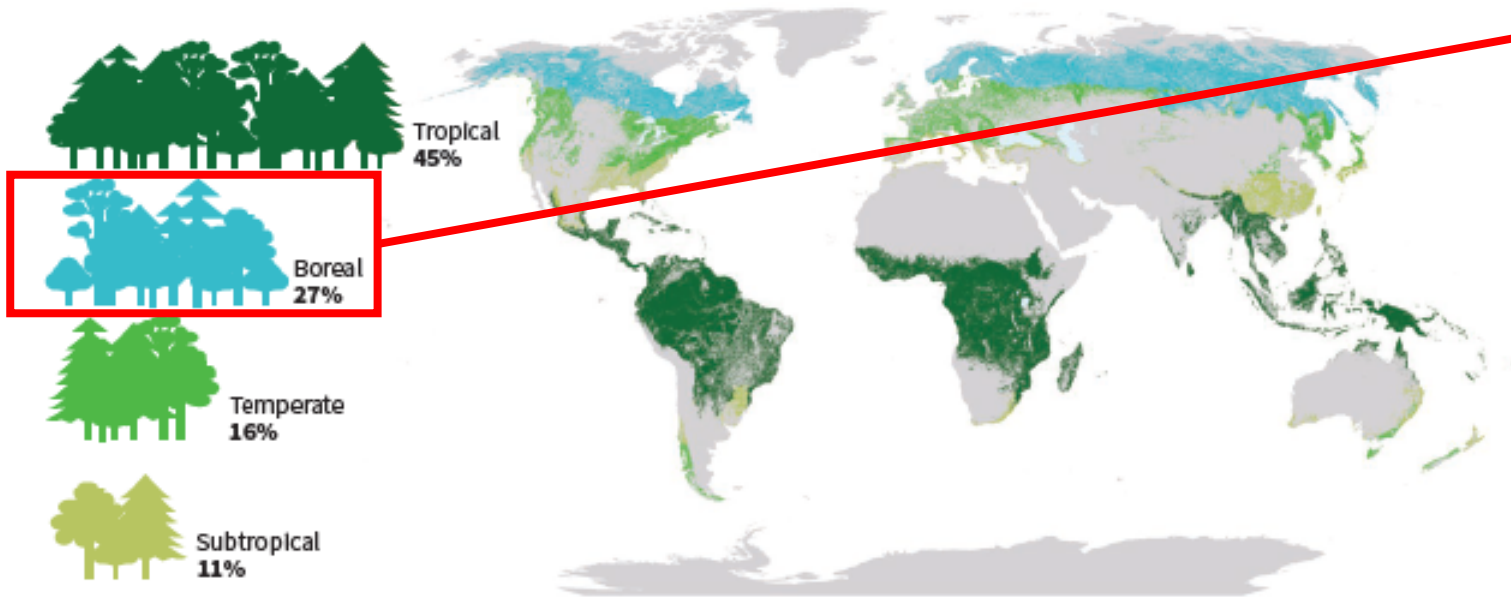 Tropical
45%
Boreal
27%
Temperate
16%
Subtropical
11%